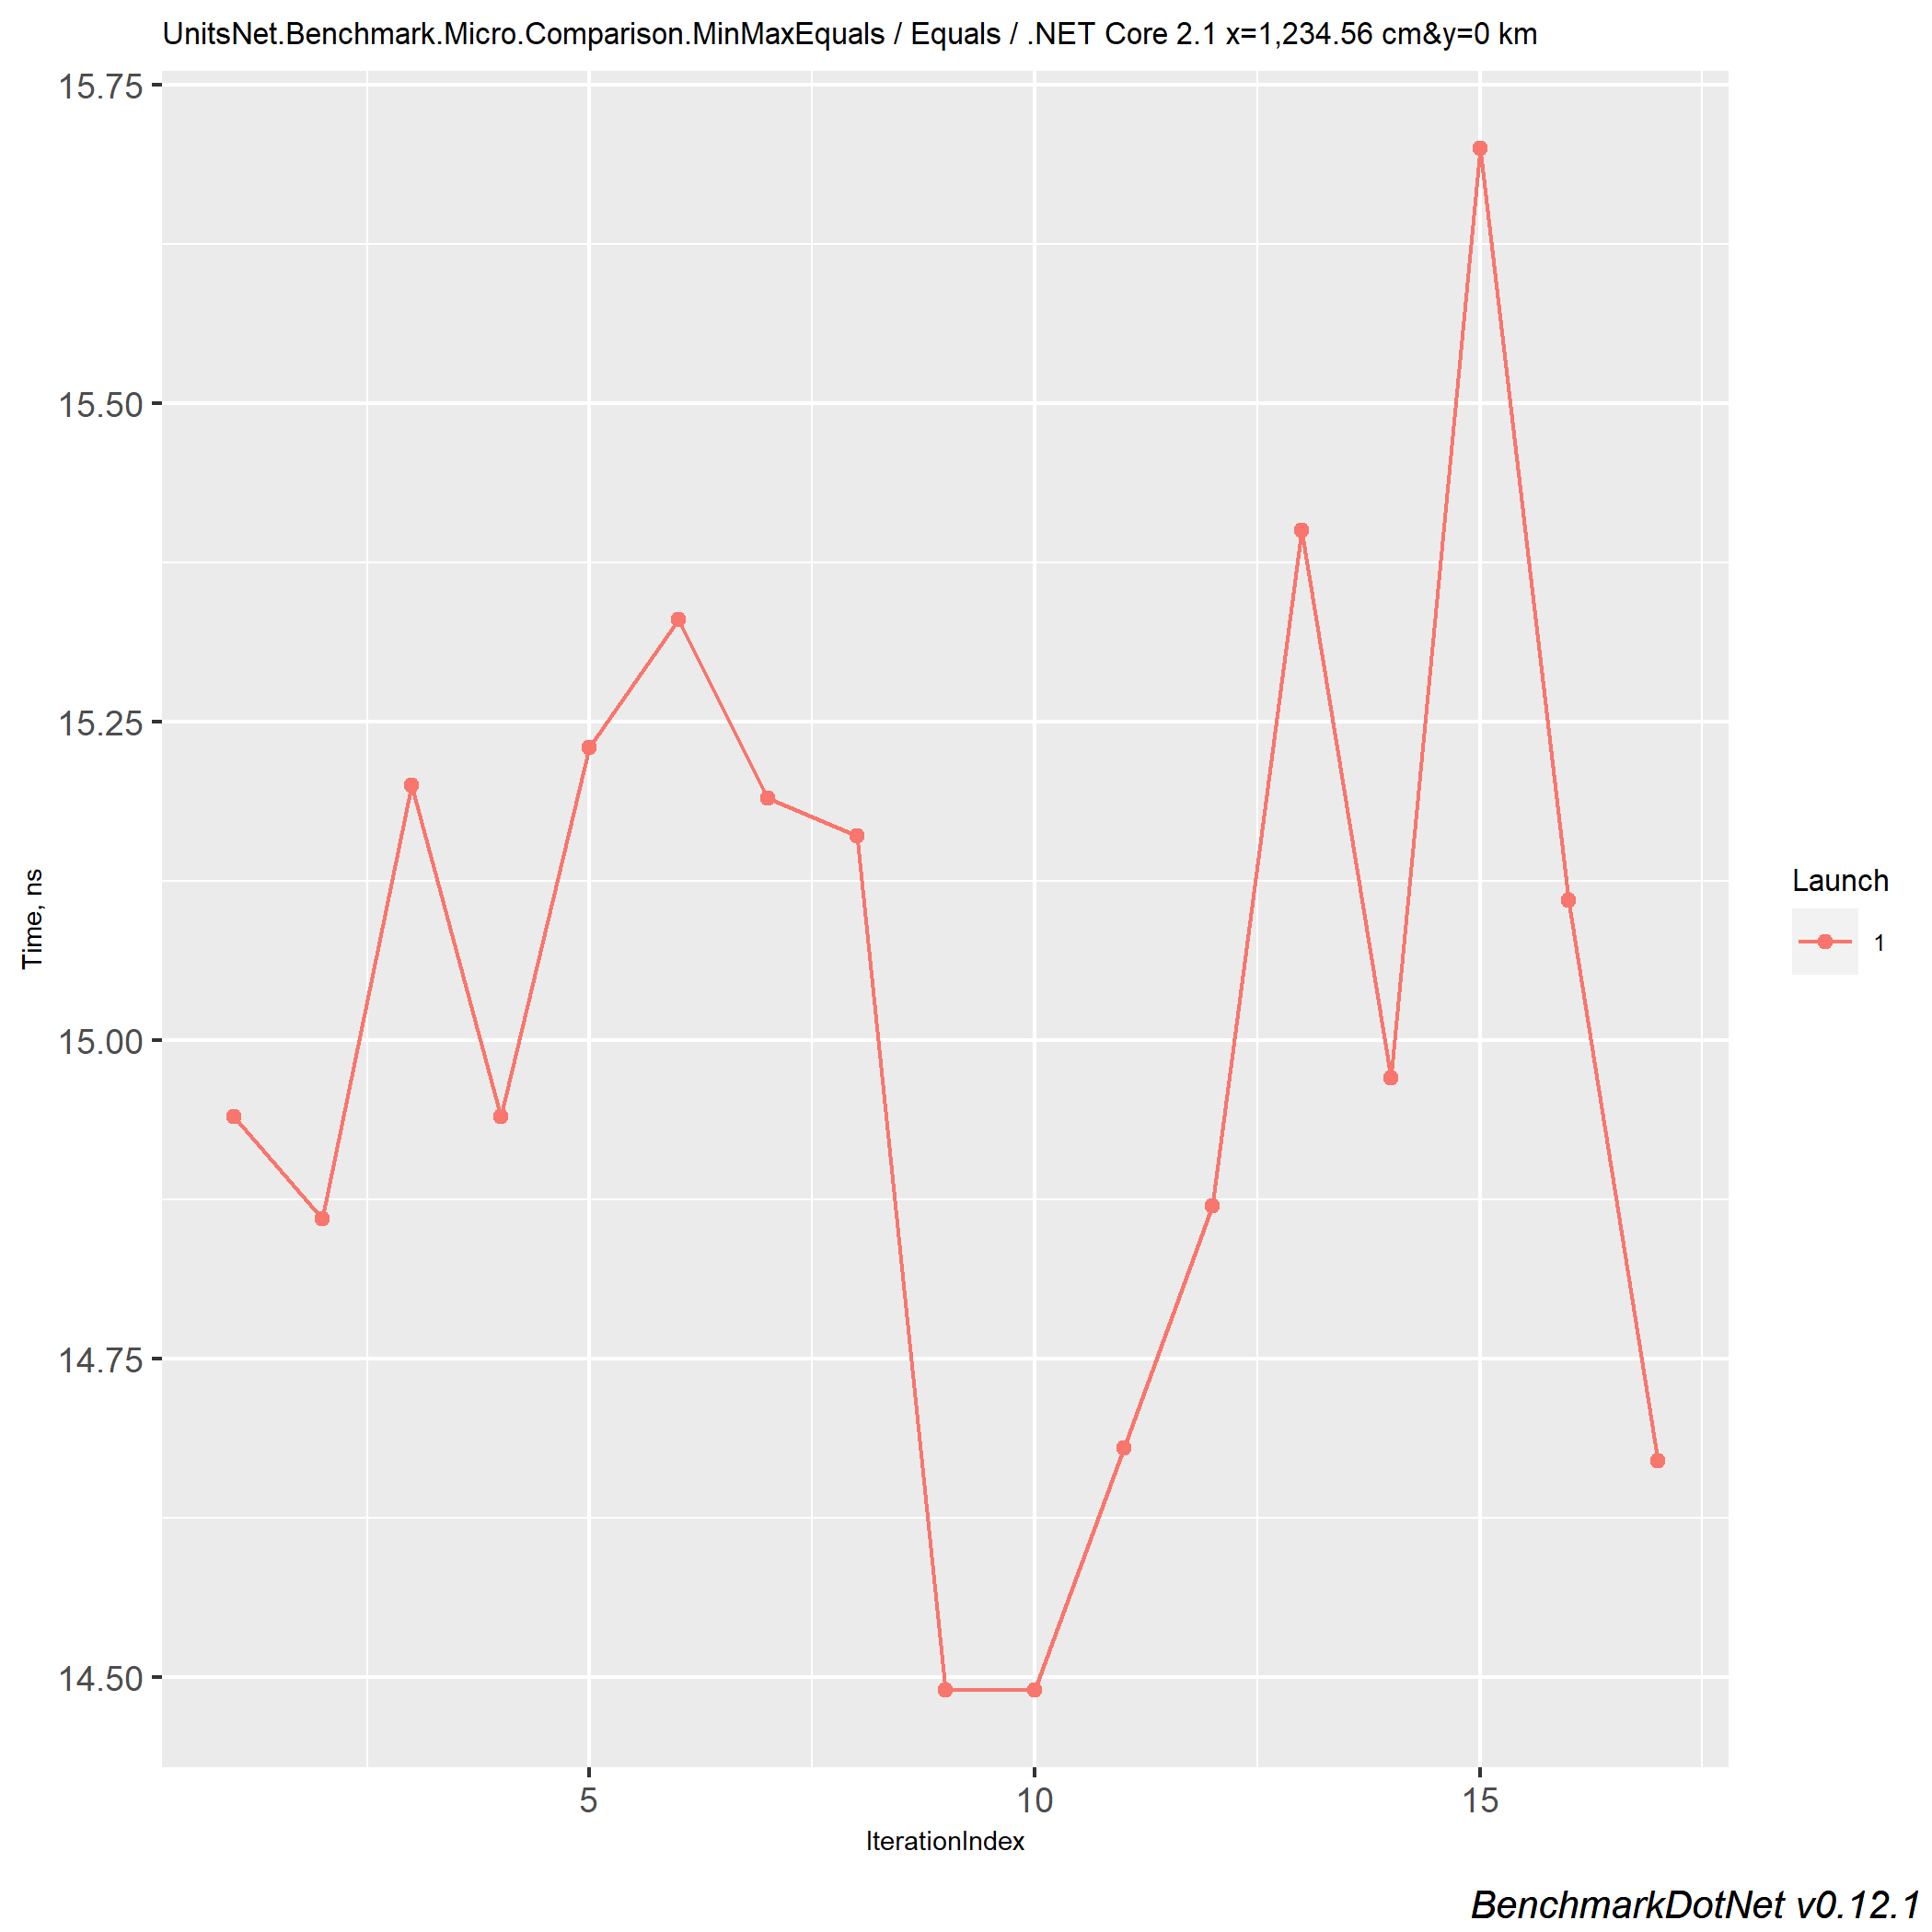 UnitsNet.Benchmark.Micro.Comparison.MinMaxEquals / Equals / .NET Core 2.1 x=1,234.56 cm&y=0 km
15.75
15.50
15.25
15.00
14.75
14.50
Time, ns
5 10 15
IterationIndex
Launch
1
BenchmarkDotNet v0.12.1